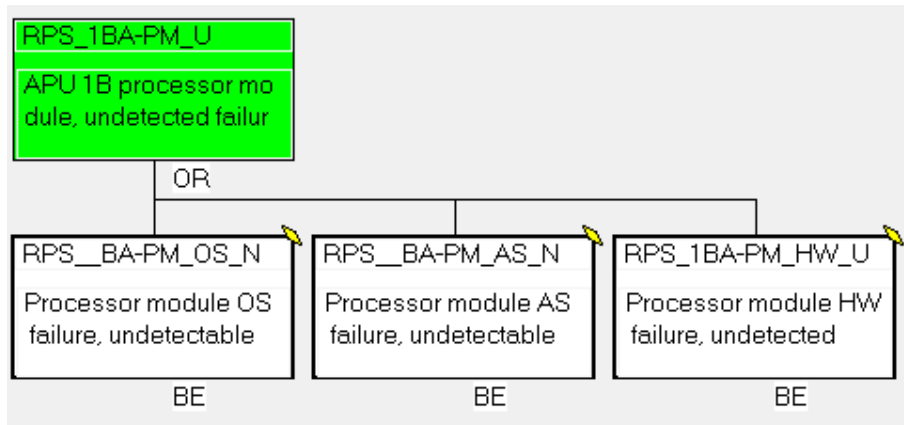 RPS_1BA-PM_U
APU 1B processor mo
dule, undetected failur
OR
RPS__BA-PM_OS_N
Processor module OS
failure, undetectable
BE
RPS__BA-PM_AS_N
Processor module AS
failure, undetectable
BE
RPS_1BA-PM_HW_U
Processor module HW
failure, undetected
BE